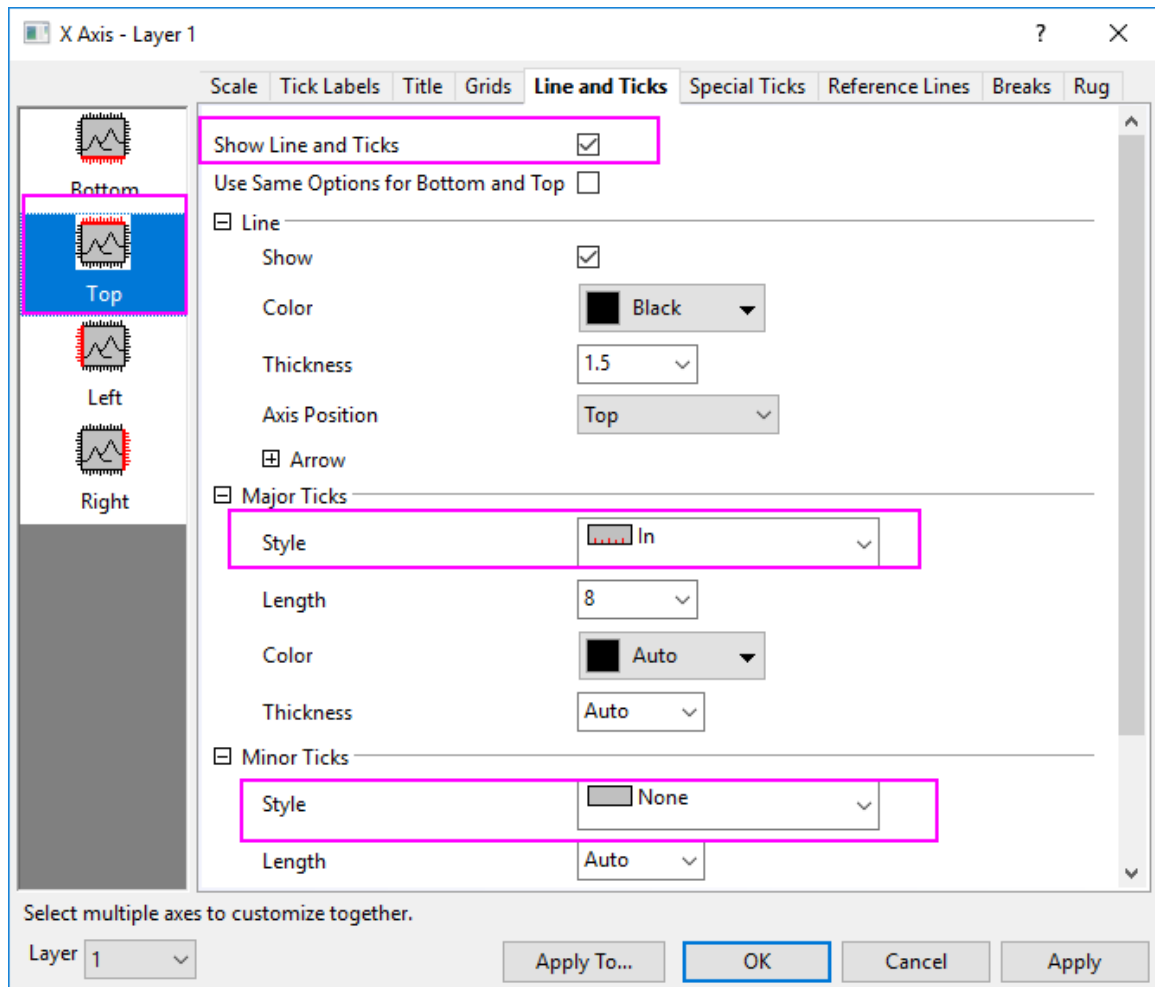 X Axis - Layer 1 ?
Scale Tick Labels Title Grids Line and Ticks Special Ticks Reference Lines Breaks Rug
Bottom
Top
Left
Right
Show Line and Ticks
Use Same Options for Bottom and Top
Line
Show
Color Black
Thickness 1.5
Axis Position Top
Arrow
Major Ticks
Style In
Length 8
Color Auto
Thickness Auto
Minor Ticks
Style None
Length Auto
Select multiple axes to customize together.
Layer 1 Apply To... OK Cancel Apply